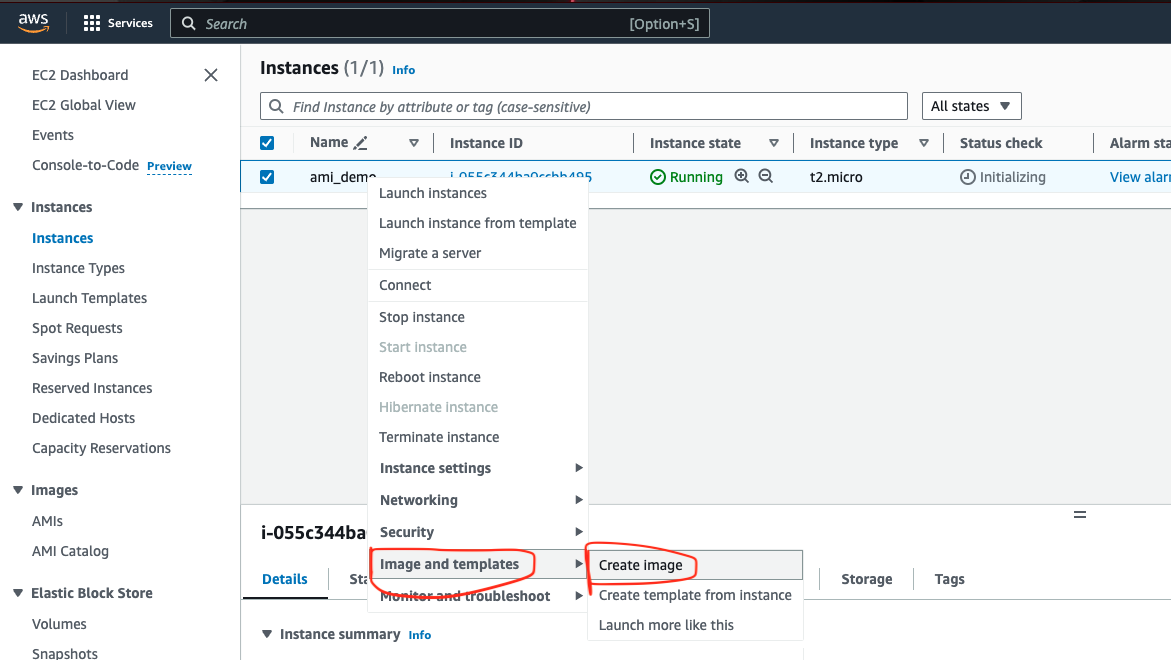 aws
Services
Search
[Option+S]
EC2 Dashboard
EC2 Global View
Events
Console-to-Code Preview
Instances
Instances
Instance Types
Launch Templates
Spot Requests
Savings Plans
Reserved Instances
Dedicated Hosts
Capacity Reservations
Images
AMIs
AMI Catalog
Elastic Block Store
Volumes
Snapshots
Instances (1/1) Info
Find Instance by attribute or tag (case-sensitive)
All states
Name
Instance ID
Instance state
Instance type
Status check
Alarm sta
ami_demo
Running
t2.micro
Initializing
View alar
Launch instances
Launch instance from template
Migrate a server
Connect
Stop instance
Start instance
Reboot instance
Hibernate instance
Terminate instance
Instance settings
Networking
Security
Image and templates
Monitor and troubleshoot
Create image
Create template from instance
Launch more like this
i-055c344ba
Details
Sta
Storage
Tags
Instance summary Info